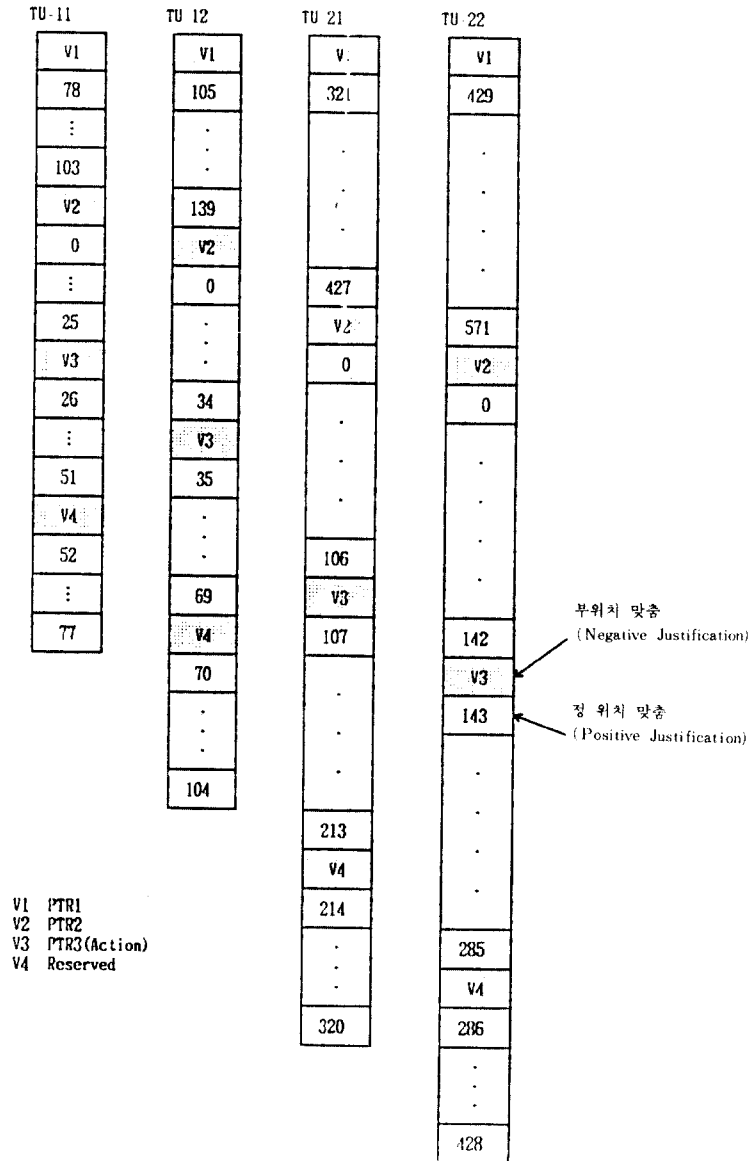 TU-11
V1
78
⋮
103
V2
0
⋮
25
V3
26
⋮
51
V4
52
⋮
77
TU 12
V1
105
139
V2
0
34
V3
35
69
V4
70
104
TU 21
V
321
427
V2
0
106
V3
107
213
V4
214
320
TU-22
V1
429
571
V2
0
142
V3
143
285
V4
286
428
부위치 맞춤
(Negative Justification)
정 위치 맞춤
(Positive Justification)
V1 PTR1
V2 PTR2
V3 PTR3(Action)
V4 Reserved